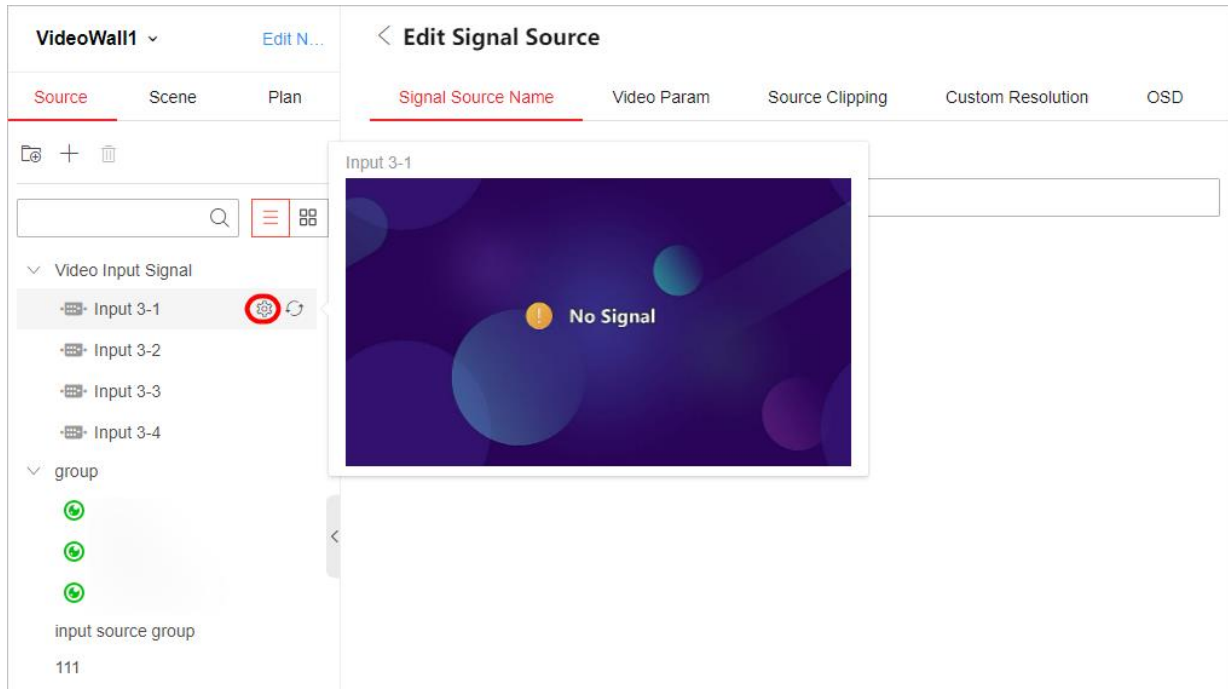 VideoWall1
Edit N...
Edit Signal Source
Source
Scene
Plan
Signal Source Name
Video Param
Source Clipping
Custom Resolution
OSD
Input 3-1
No Signal
Video Input Signal
Input 3-1
Input 3-2
Input 3-3
Input 3-4
group
input source group
111